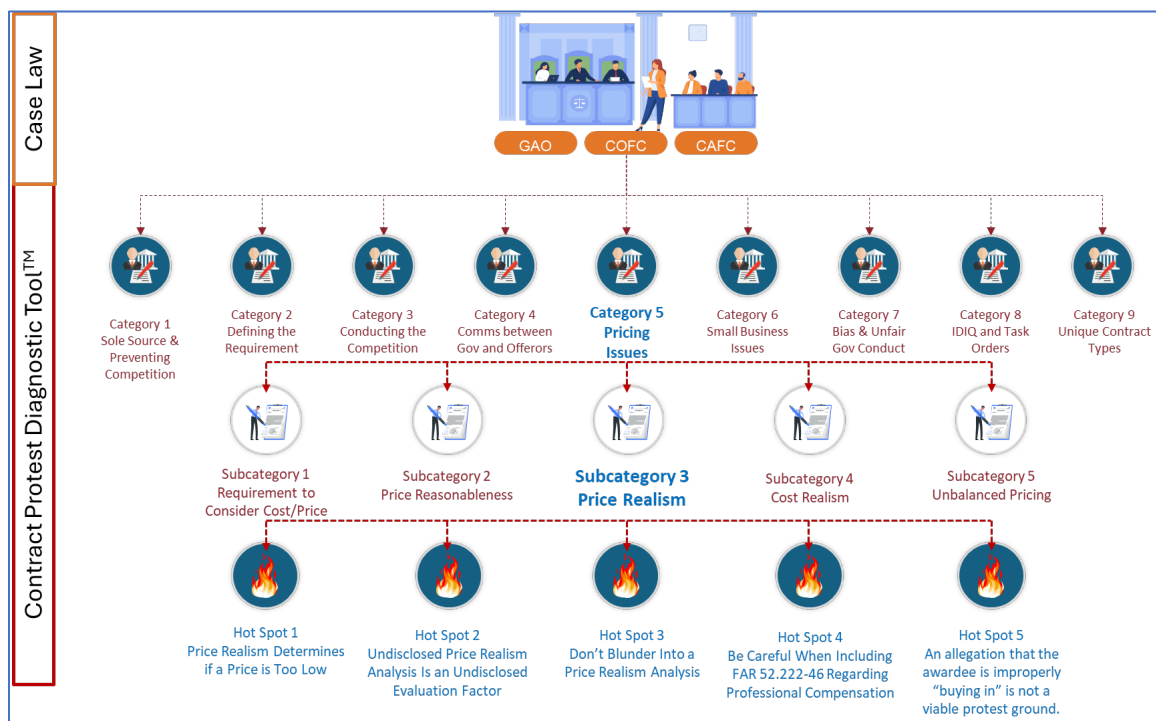 Case Law
GAO
COFC
CAFC
Contract Protest Diagnostic Tool™
Category 1
Sole Source &
Preventing
Competition
Category 2
Defining the
Requirement
Category 3
Conducting the
Competition
Category 4
Comms between
Gov and Offerors
Category 5
Pricing
Issues
Category 6
Small Business
Issues
Category 7
Bias & Unfair
Gov Conduct
Category 8
IDIQ and Task
Orders
Category 9
Unique Contract
Types
Subcategory 1
Requirement to
Consider Cost/Price
Subcategory 2
Price Reasonableness
Subcategory 3
Price Realism
Subcategory 4
Cost Realism
Subcategory 5
Unbalanced Pricing
Hot Spot 1
Price Realism Determines
if a Price is Too Low
Hot Spot 2
Undisclosed Price Realism
Analysis Is an Undisclosed
Evaluation Factor
Hot Spot 3
Don't Blunder Into a
Price Realism Analysis
Hot Spot 4
Be Careful When Including
FAR 52.222-46 Regarding
Professional Compensation
Hot Spot 5
An allegation that the
awardee is improperly
“buying in” is not a
viable protest ground.